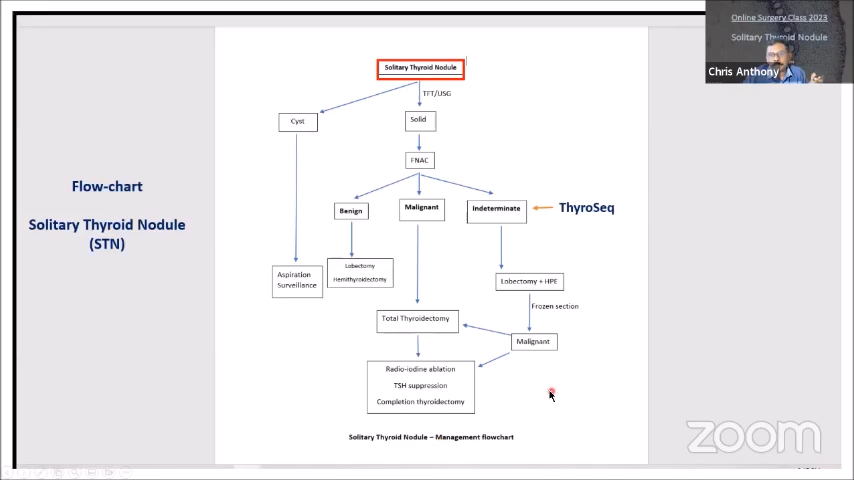 Online Surgery Class 2023
Solitary Thyroid Nodule
Chris Anthony
Flow-chart
Solitary Thyroid Nodule
(STN)
Solitary Thyroid Nodule
TFT/USG
Cyst
Solid
FNAC
Benign
Malignant
Indeterminate
ThyroSeq
Aspiration
Surveillance
Lobectomy
Hemithyroidectomy
Lobectomy + HPE
Frozen section
Total Thyroidectomy
Malignant
Radio-iodine ablation
TSH suppression
Completion thyroidectomy
Solitary Thyroid Nodule – Management flowchart
zoom